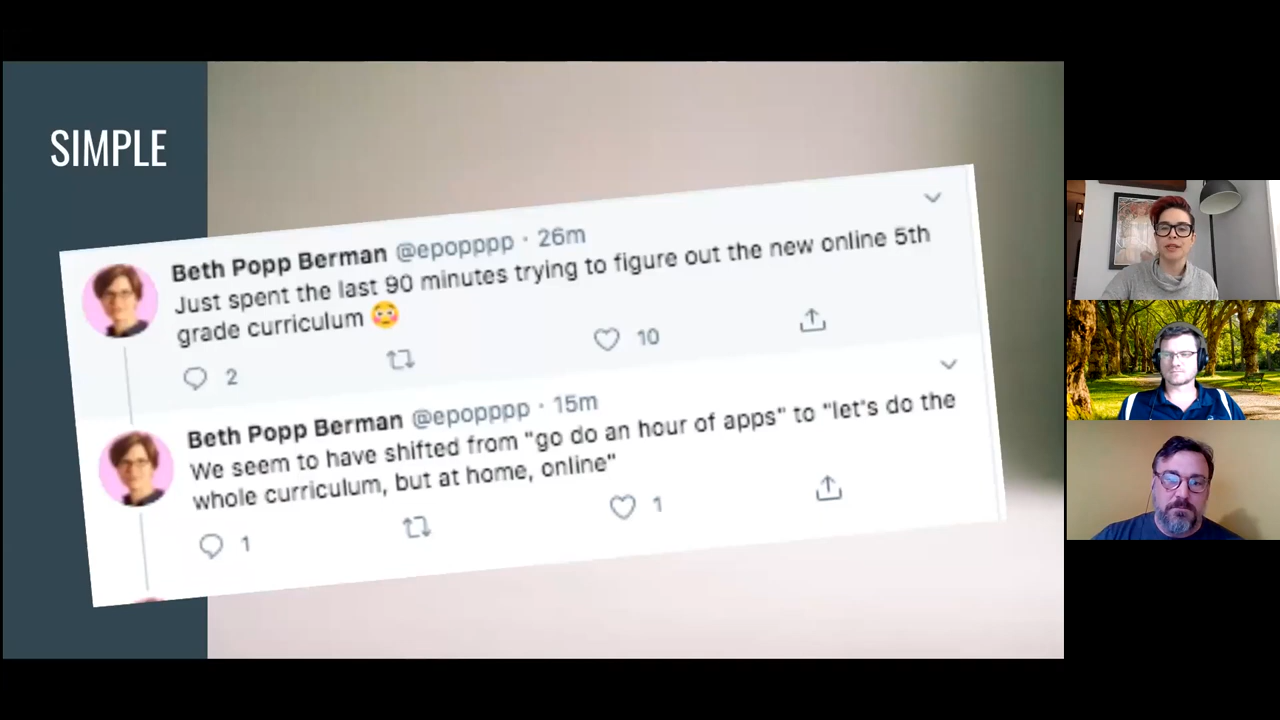 SIMPLE
Beth Popp Berman @epopppp · 26m
Just spent the last 90 minutes trying to figure out the new online 5th
grade curriculum 😳
2 10
Beth Popp Berman @epopppp · 15m
We seem to have shifted from "go do an hour of apps" to "let's do the
whole curriculum, but at home, online"
1 1